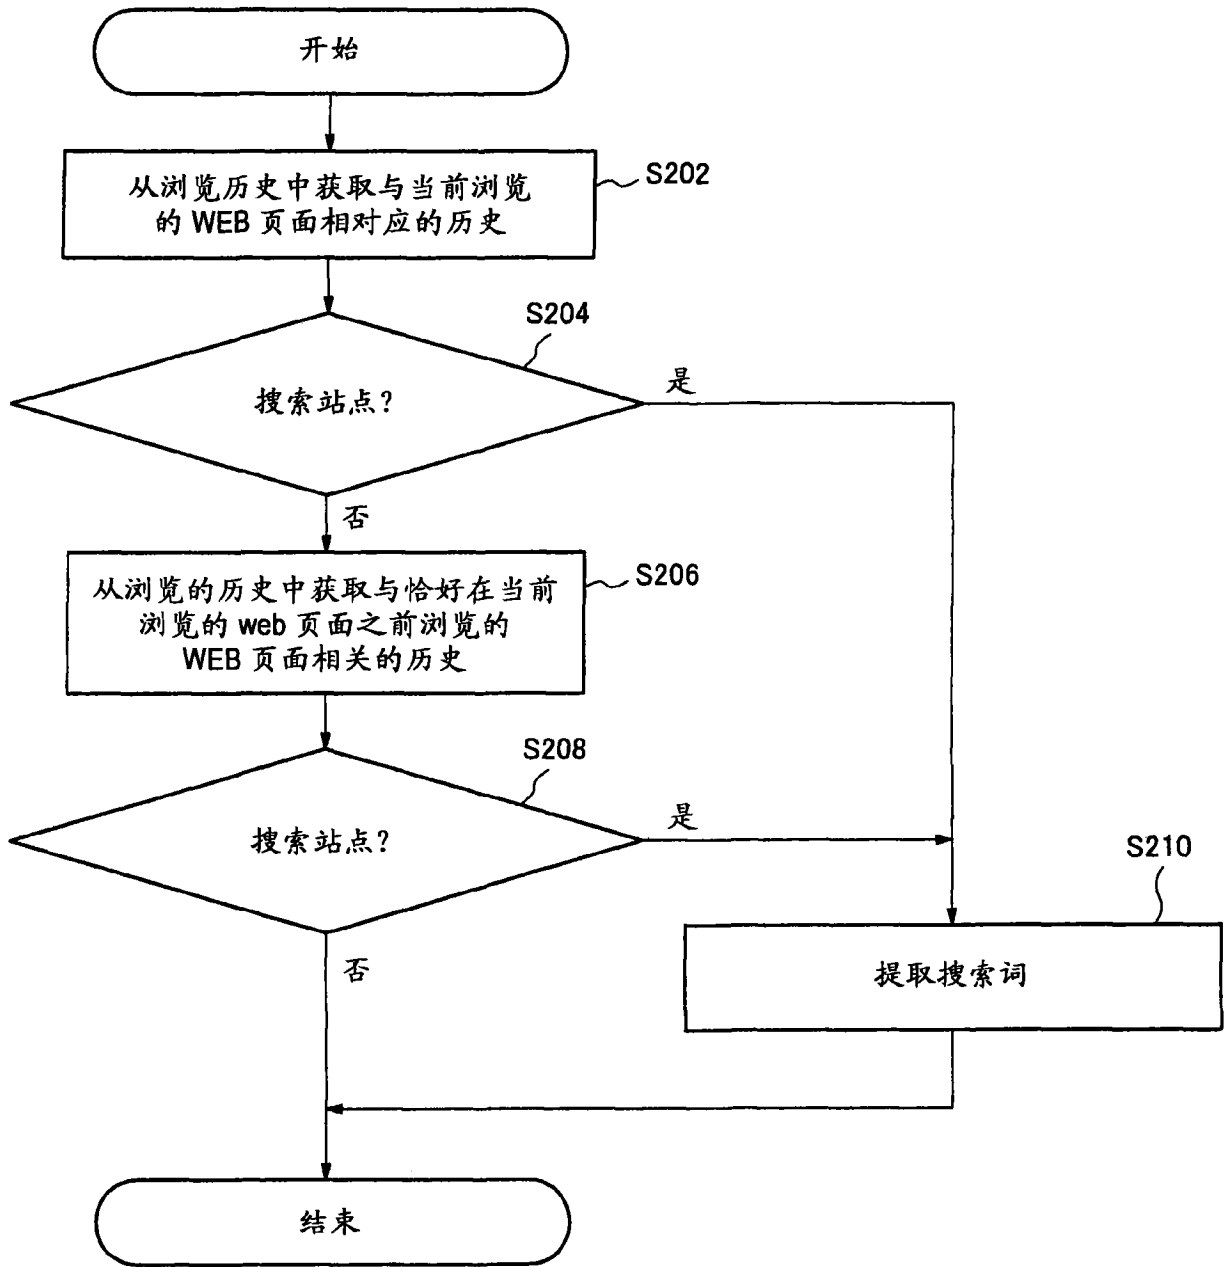 开始
从浏览历史中获取与当前浏览
的 WEB 页面相对应的历史
S202
S204
搜索站点?
是
否
从浏览的历史中获取与恰好在当前
浏览的 web 页面之前浏览的
WEB 页面相关的历史
S206
S208
搜索站点?
是
否
S210
提取搜索词
结束